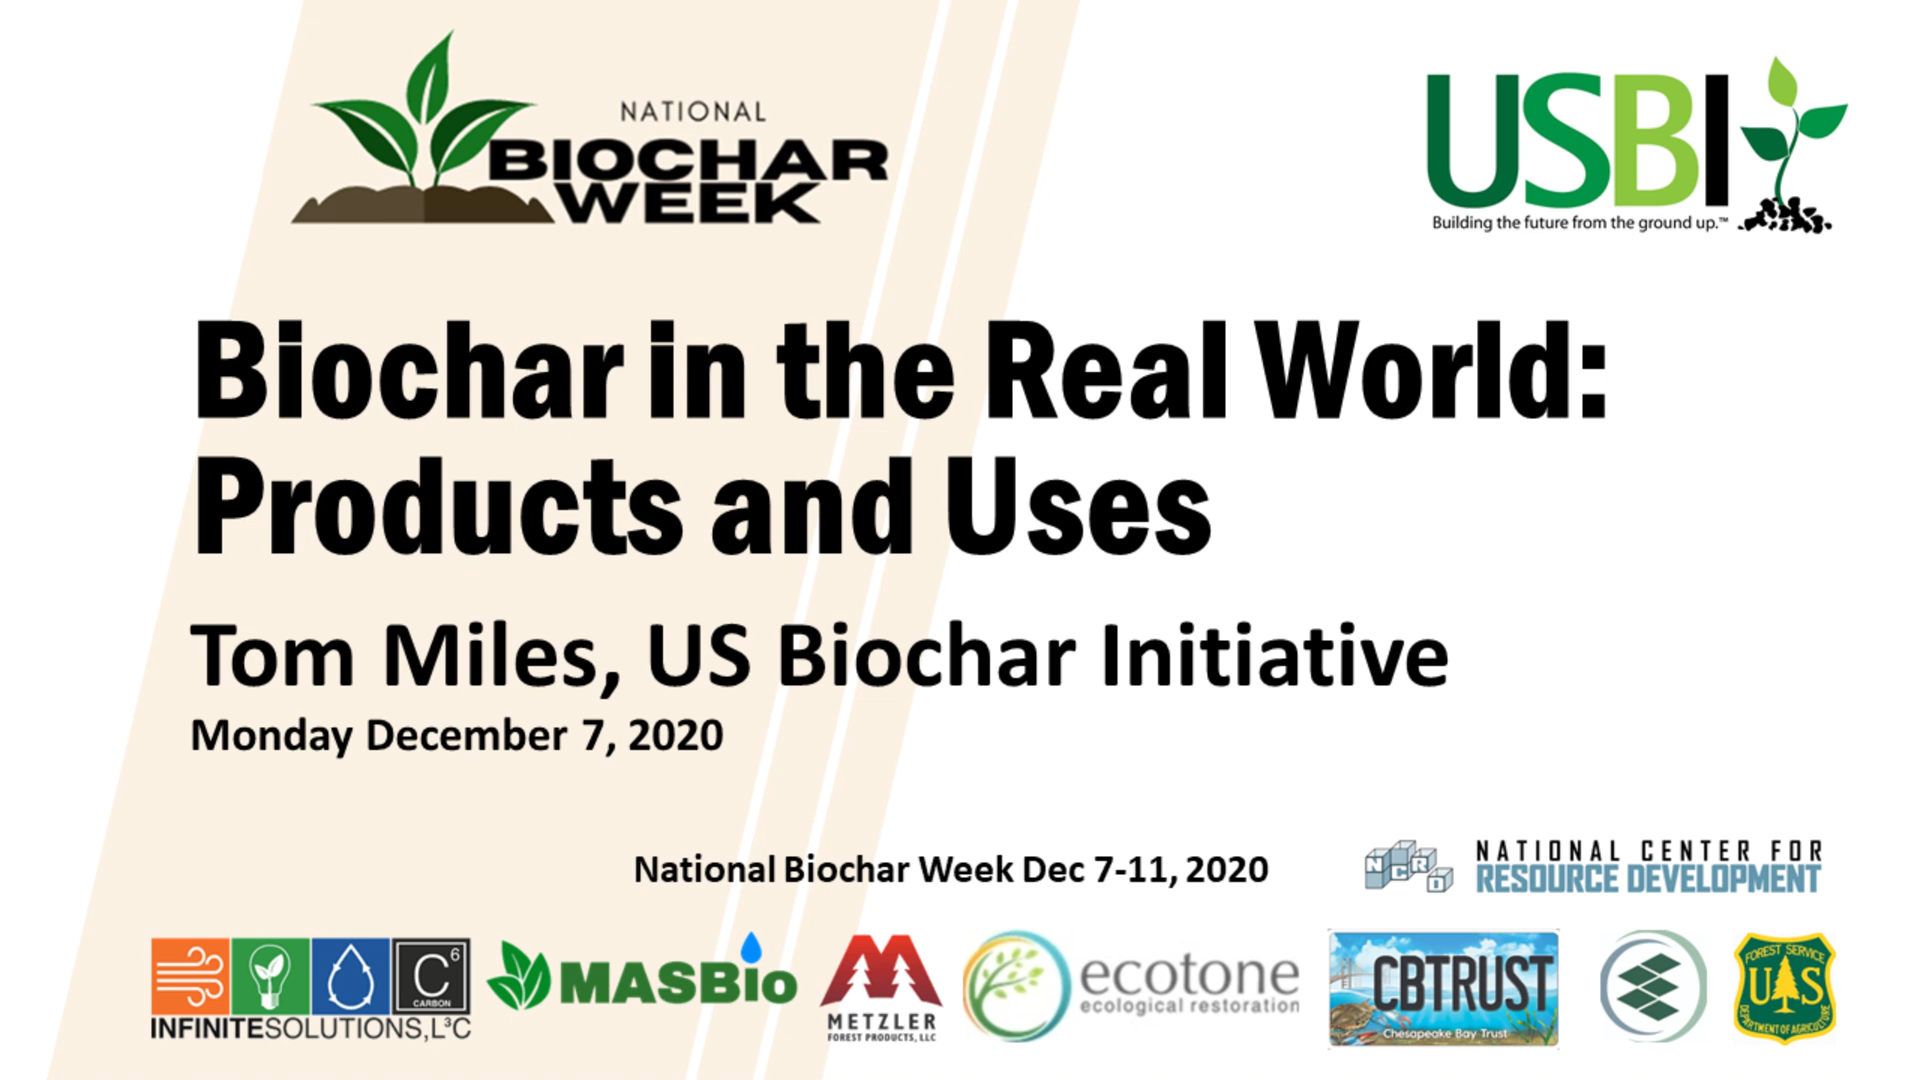 NATIONAL
BIOCHAR
WEEK
USBI
Building the future from the ground up.™
Biochar in the Real World:
Products and Uses
Tom Miles, US Biochar Initiative
Monday December 7, 2020
National Biochar Week Dec 7-11, 2020
NCRD
NATIONAL CENTER FOR
RESOURCE DEVELOPMENT
C6
CARBON
INFINITESOLUTIONS,L³C
MASBio
METZLER
FOREST PRODUCTS, LLC
ecotone
ecological restoration
CBTRUST
Chesapeake Bay Trust
FOREST SERVICE
U S
DEPARTMENT OF AGRICULTURE